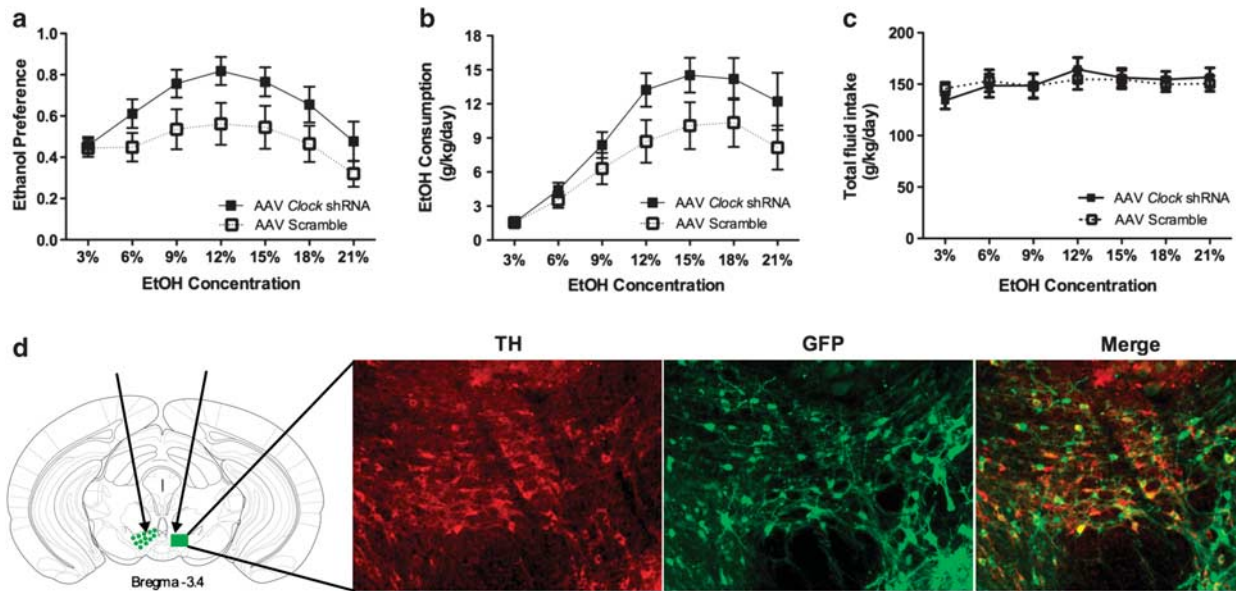 a
Ethanol Preference
1.0
0.8
0.6
0.4
0.2
0.0
3% 6% 9% 12% 15% 18% 21%
EtOH Concentration
AAV Clock shRNA
AAV Scramble
b
EtOH Consumption
(g/kg/day)
18
15
12
9
6
3
0
3% 6% 9% 12% 15% 18% 21%
EtOH Concentration
AAV Clock shRNA
AAV Scramble
c
Total fluid intake
(g/kg/day)
200
150
100
50
0
3% 6% 9% 12% 15% 18% 21%
EtOH Concentration
AAV Clock shRNA
AAV Scramble
d
TH
GFP
Merge
Bregma -3.4